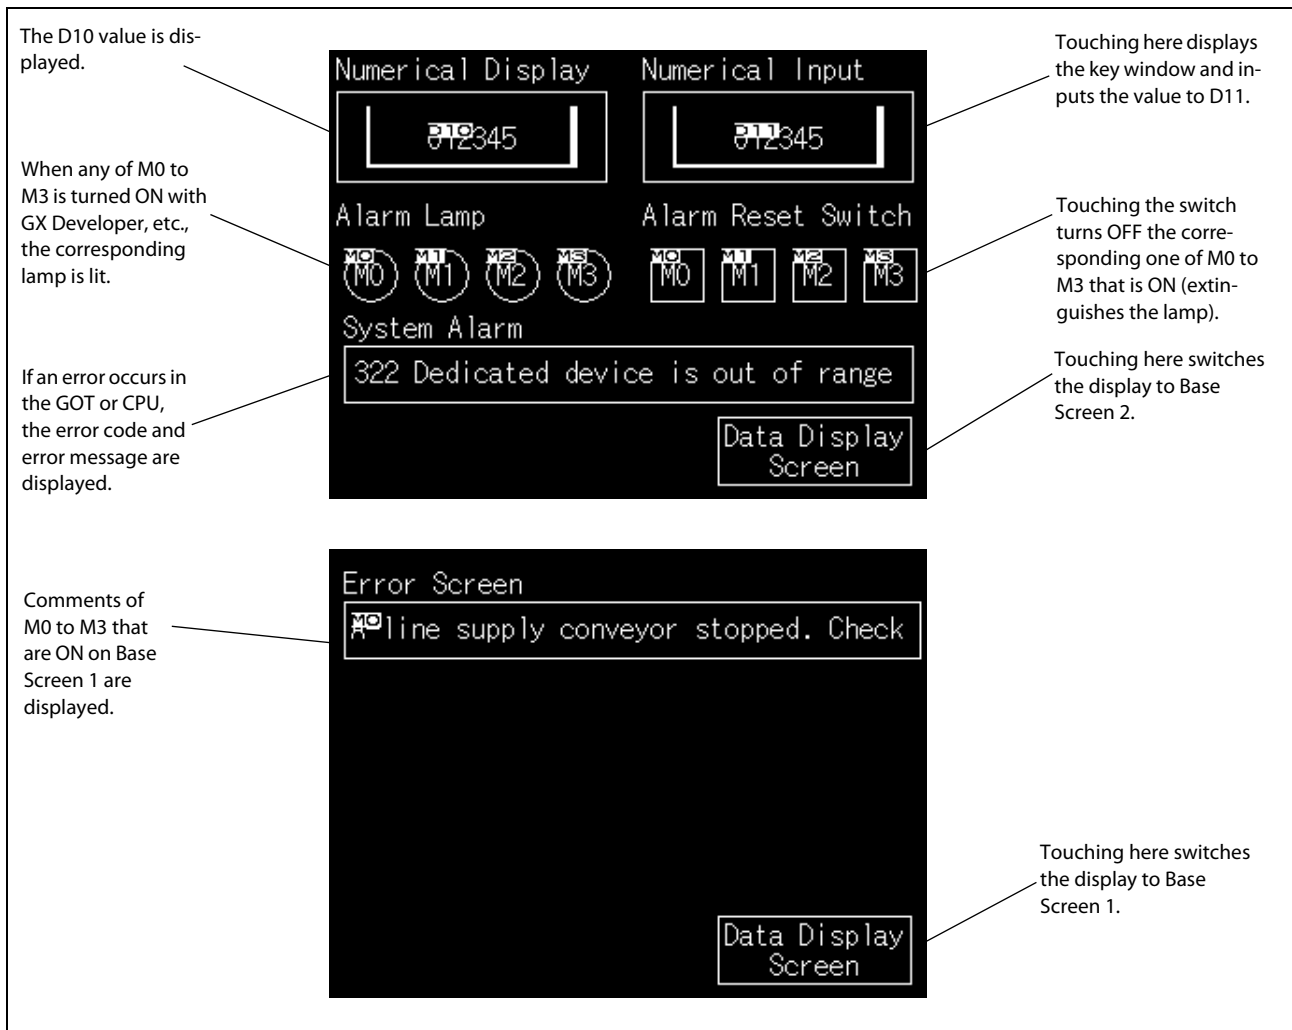 The D10 value is dis-
played.
Numerical Display
D10
012345
Numerical Input
D11
012345
Touching here displays
the key window and in-
puts the value to D11.
When any of M0 to
M3 is turned ON with
GX Developer, etc.,
the corresponding
lamp is lit.
Alarm Lamp
M0 M1 M2 M3
M0 M1 M2 M3
Alarm Reset Switch
M0 M1 M2 M3
M0 M1 M2 M3
Touching the switch
turns OFF the corre-
sponding one of M0 to
M3 that is ON (extin-
guishes the lamp).
If an error occurs in
the GOT or CPU,
the error code and
error message are
displayed.
System Alarm
322 Dedicated device is out of range
Data Display
Screen
Touching here switches
the display to Base
Screen 2.
Comments of
M0 to M3 that
are ON on Base
Screen 1 are
displayed.
Error Screen
M0
A line supply conveyor stopped. Check
Data Display
Screen
Touching here switches
the display to Base
Screen 1.